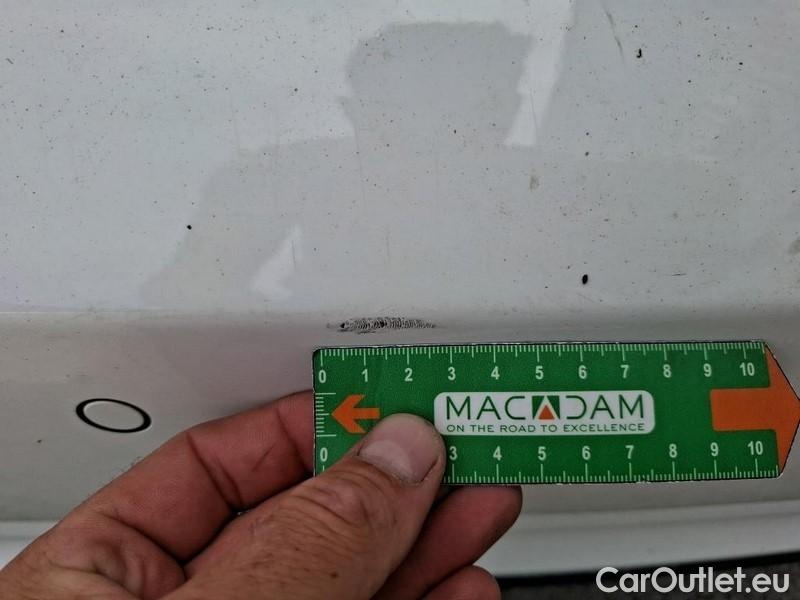 0 1 2 3 4 5 6 7 8 9 10
MACADAM
ON THE ROAD TO EXCELLENCE
0 3 4 5 6 7 8 9 10
CarOutlet.eu